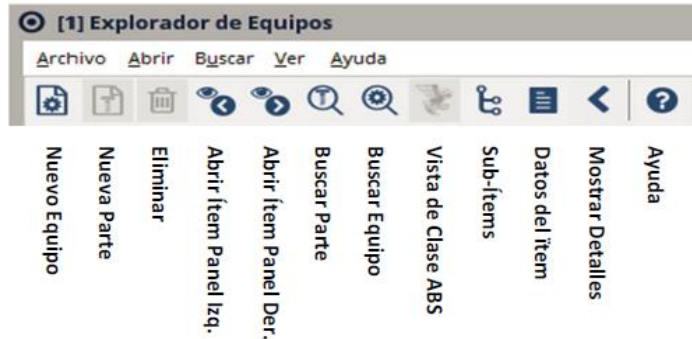 [1] Explorador de Equipos
Archivo Abrir Buscar Ver Ayuda
Nuevo Equipo
Nueva Parte
Eliminar
Abrir Ítem Panel Izq.
Abrir Ítem Panel Der.
Buscar Parte
Buscar Equipo
Vista de Clase ABS
Sub-Ítems
Datos del ïtem
Mostrar Detalles
Ayuda